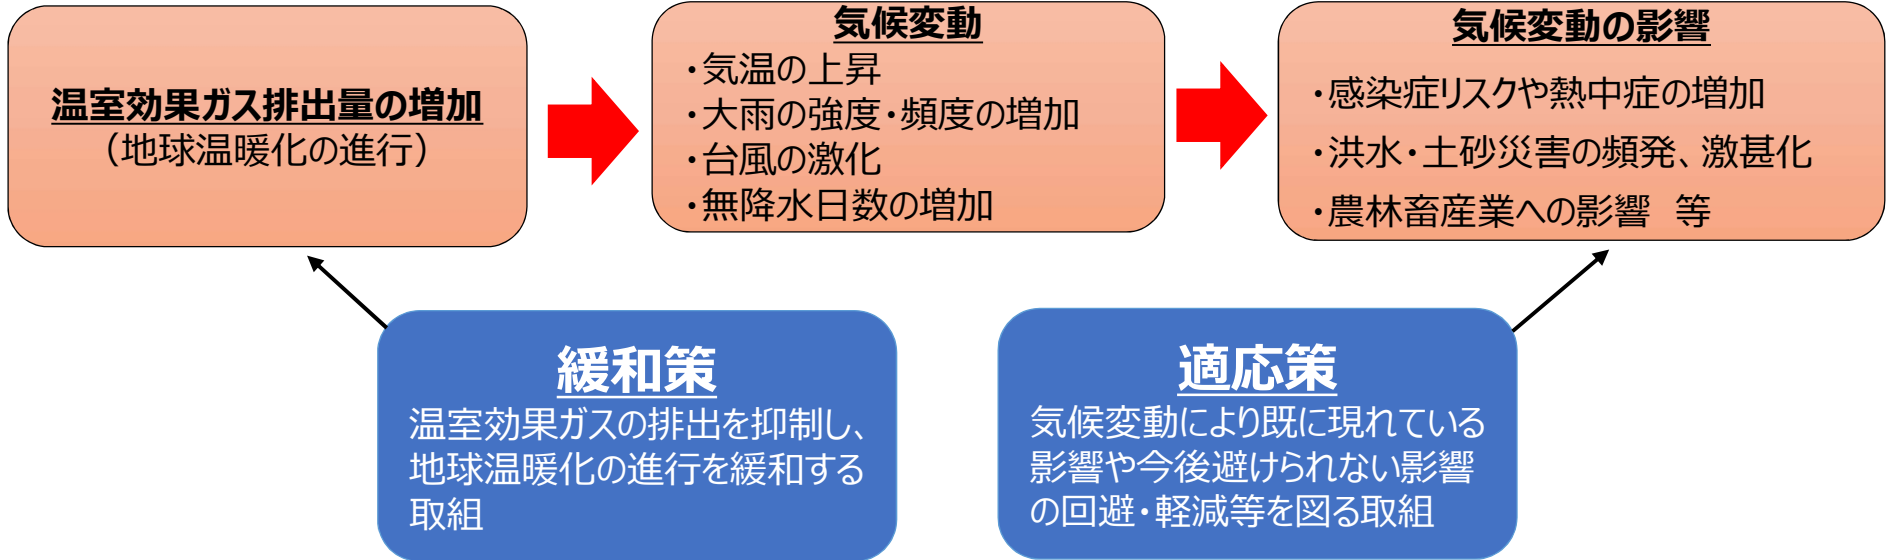 温室効果ガス排出量の増加
（地球温暖化の進行）
気候変動
・気温の上昇
・大雨の強度・頻度の増加
・台風の激化
・無降水日数の増加
気候変動の影響
・感染症リスクや熱中症の増加
・洪水・土砂災害の頻発、激甚化
・農林畜産業への影響　等
緩和策
温室効果ガスの排出を抑制し、
地球温暖化の進行を緩和する
取組
適応策
気候変動により既に現れている
影響や今後避けられない影響
の回避・軽減等を図る取組